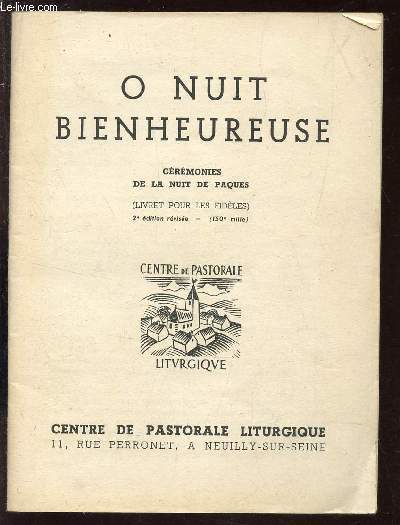 Le-livre.com
O NUIT
BIENHEUREUSE
CÉRÉMONIES
DE LA NUIT DE PAQUES
(LIVRET POUR LES FIDÈLES)
2e édition révisée — (150e mille)
CENTRE DE PASTORALE
LITVRGIQVE
CENTRE DE PASTORALE LITURGIQUE
11, RUE PERRONET, A NEUILLY-SUR-SEINE